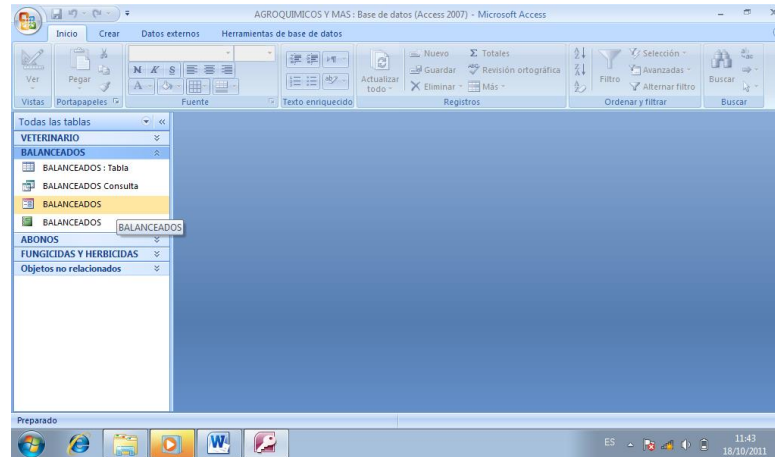 AGROQUIMICOS Y MAS : Base de datos (Access 2007) - Microsoft Access
Inicio Crear Datos externos Herramientas de base de datos
Ver
Pegar
N K S
A
Actualizar todo
Nuevo
Guardar
Eliminar
Totales
Revisión ortográfica
Más
Filtro
Selección
Avanzadas
Alternar filtro
Buscar
Vistas Portapapeles Fuente Texto enriquecido Registros Ordenar y filtrar Buscar
Todas las tablas
VETERINARIO
BALANCEADOS
BALANCEADOS : Tabla
BALANCEADOS Consulta
BALANCEADOS
BALANCEADOS
BALANCEADOS
ABONOS
FUNGICIDAS Y HERBICIDAS
Objetos no relacionados
Preparado
W
ES
11:43
18/10/2011